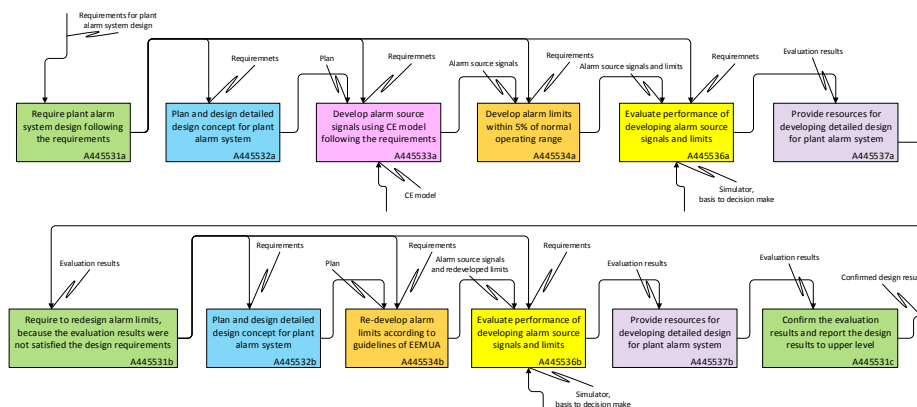 Requirements for plant
alarm system design
Requiremnets
Plan
Requiremnets
Alarm source signals
Requirements
Alarm source signals and limits
Requiremnets
Evaluation results
Require plant alarm
system design following
the requirements
A445531a
Plan and design detailed
design concept for plant
alarm system
A445532a
Develop alarm source
signals using CE model
following the requirements
A445533a
Develop alarm limits
within 5% of normal
operating range
A445534a
Evaluate performance of
developing alarm source
signals and limits
A445536a
Provide resources for
developing detailed design
for plant alarm system
A445537a
CE model
Simulator,
basis to decision make
Evaluation results
Requirements
Plan
Requirements
Alarm source signals
and redeveloped limits
Requirements
Evaluation results
Evaluation results
Confirmed design resu
Require to redesign alarm limits,
because the evaluation results were
not satisfied the design requirements
A445531b
Plan and design detailed
design concept for plant
alarm system
A445532b
Re-develop alarm
limits according to
guidelines of EEMUA
A445534b
Evaluate performance of
developing alarm source
signals and limits
A445536b
Provide resources for
developing detailed design
for plant alarm system
A445537b
Confirm the evaluation
results and report the design
results to upper level
A445531c
Simulator,
basis to decision make